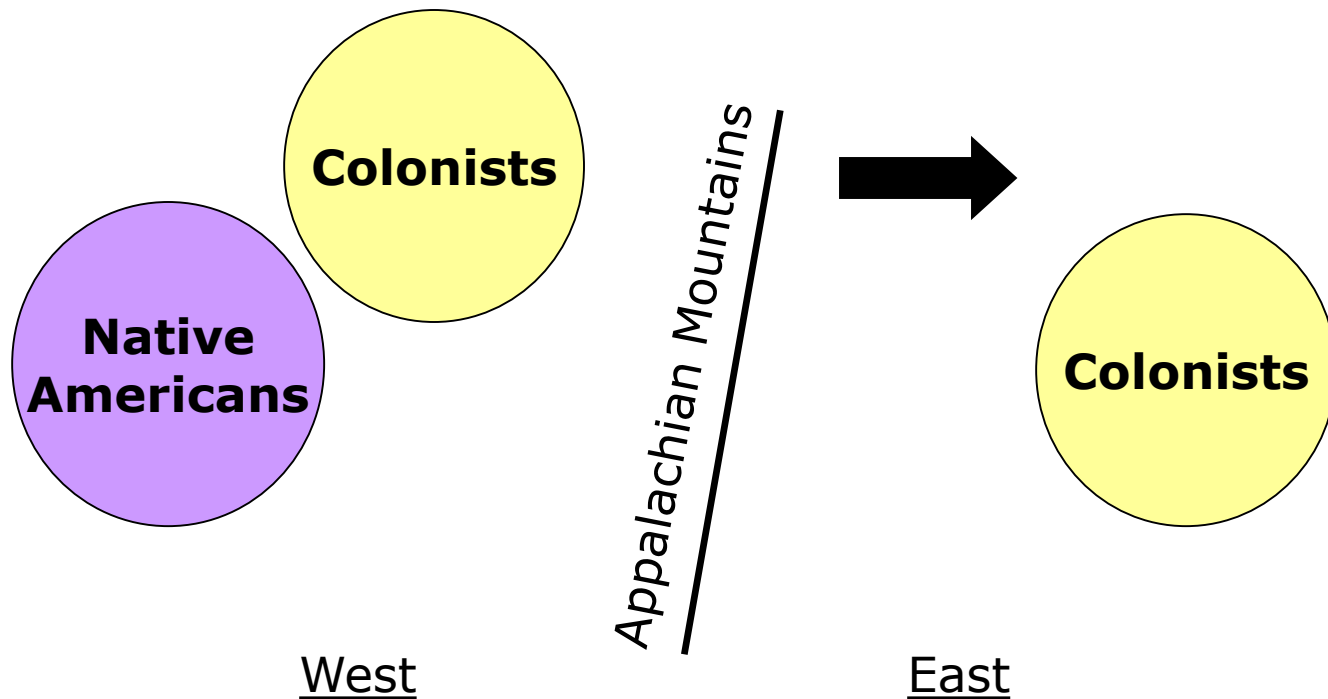 Colonists
Native
Americans
Appalachian Mountains
Colonists
West
East